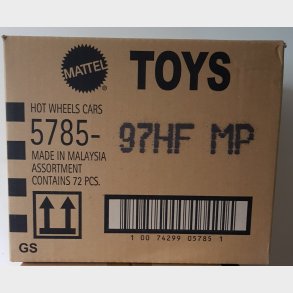 MATTEL
TOYS
HOT WHEELS CARS
5785- 97HF MP
MADE IN MALAYSIA
ASSORTMENT
CONTAINS 72 PCS.
1 00 74299 05785 1
GS